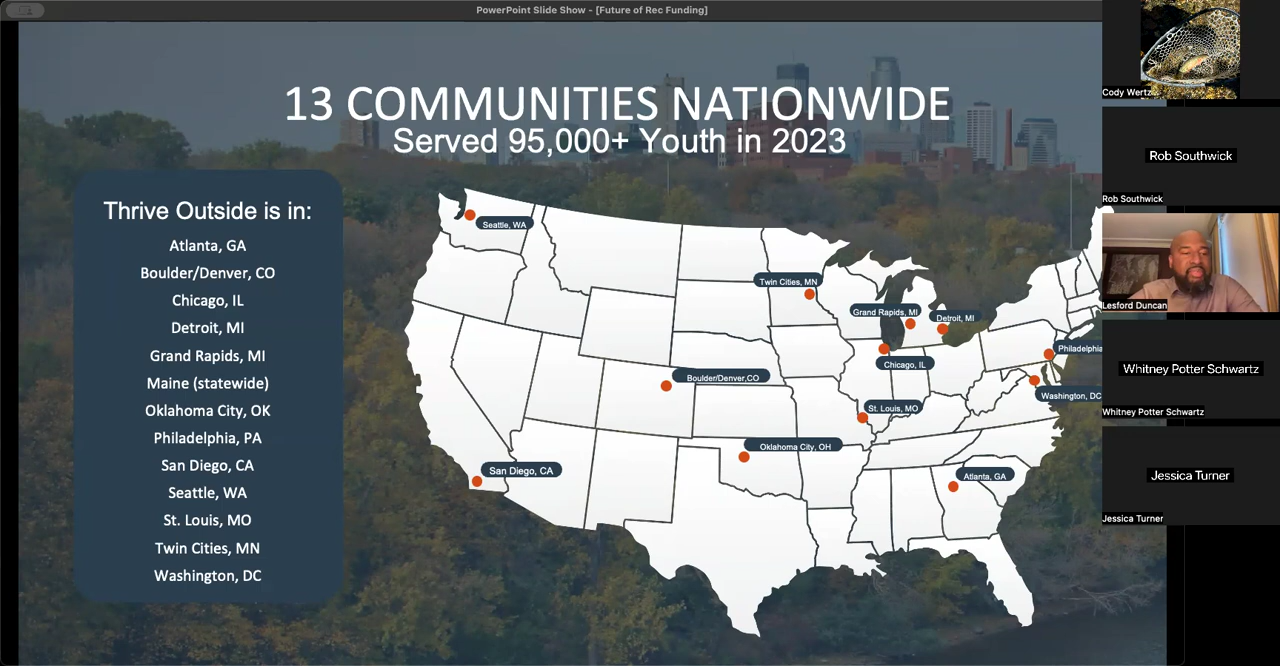 PowerPoint Slide Show - [Future of Rec Funding]
13 COMMUNITIES NATIONWIDE
Served 95,000+ Youth in 2023
Thrive Outside is in:
Atlanta, GA
Boulder/Denver, CO
Chicago, IL
Detroit, MI
Grand Rapids, MI
Maine (statewide)
Oklahoma City, OK
Philadelphia, PA
San Diego, CA
Seattle, WA
St. Louis, MO
Twin Cities, MN
Washington, DC
Seattle, WA
Twin Cities, MN
Grand Rapids, MI
Detroit, MI
Philadelphia
Chicago, IL
Boulder/Denver,CO
Washington, DC
St. Louis, MO
Oklahoma City, OH
San Diego, CA
Atlanta, GA
Cody Wertz
Rob Southwick
Rob Southwick
Lesford Duncan
Whitney Potter Schwartz
Whitney Potter Schwartz
Jessica Turner
Jessica Turner